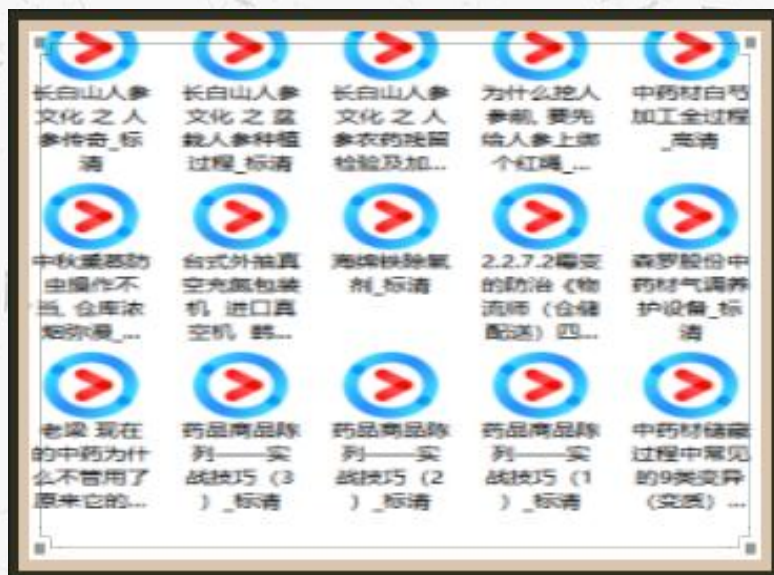 长白山人参
文化 之 人
参传奇_标
清
长白山人参
文化 之 盆
栽人参种植
过程_标清
长白山人参
文化 之 人
参农药残留
检验及加...
为什么挖人
参前, 要先
给人参上绑
个红绳_...
中药材白芍
加工全过程
_高清
中秋熏蒸防
虫操作不
当, 仓库浓
烟弥漫_...
台式外抽真
空充氮包装
机, 进口真
空机, 韩...
海绵铁除氧
剂_标清
2.2.7.2霉变
的防治《物
流师（仓储
配送）四...
森罗股份中
药材气调养
护设备_标
清
老梁 现在
的中药为什
么不管用了
原来它的...
药品商品陈
列——实
战技巧（3
）_标清
药品商品陈
列——实
战技巧（2
）_标清
药品商品陈
列——实
战技巧（1
）_标清
中药材储藏
过程中常见
的9类变异
（变质）...